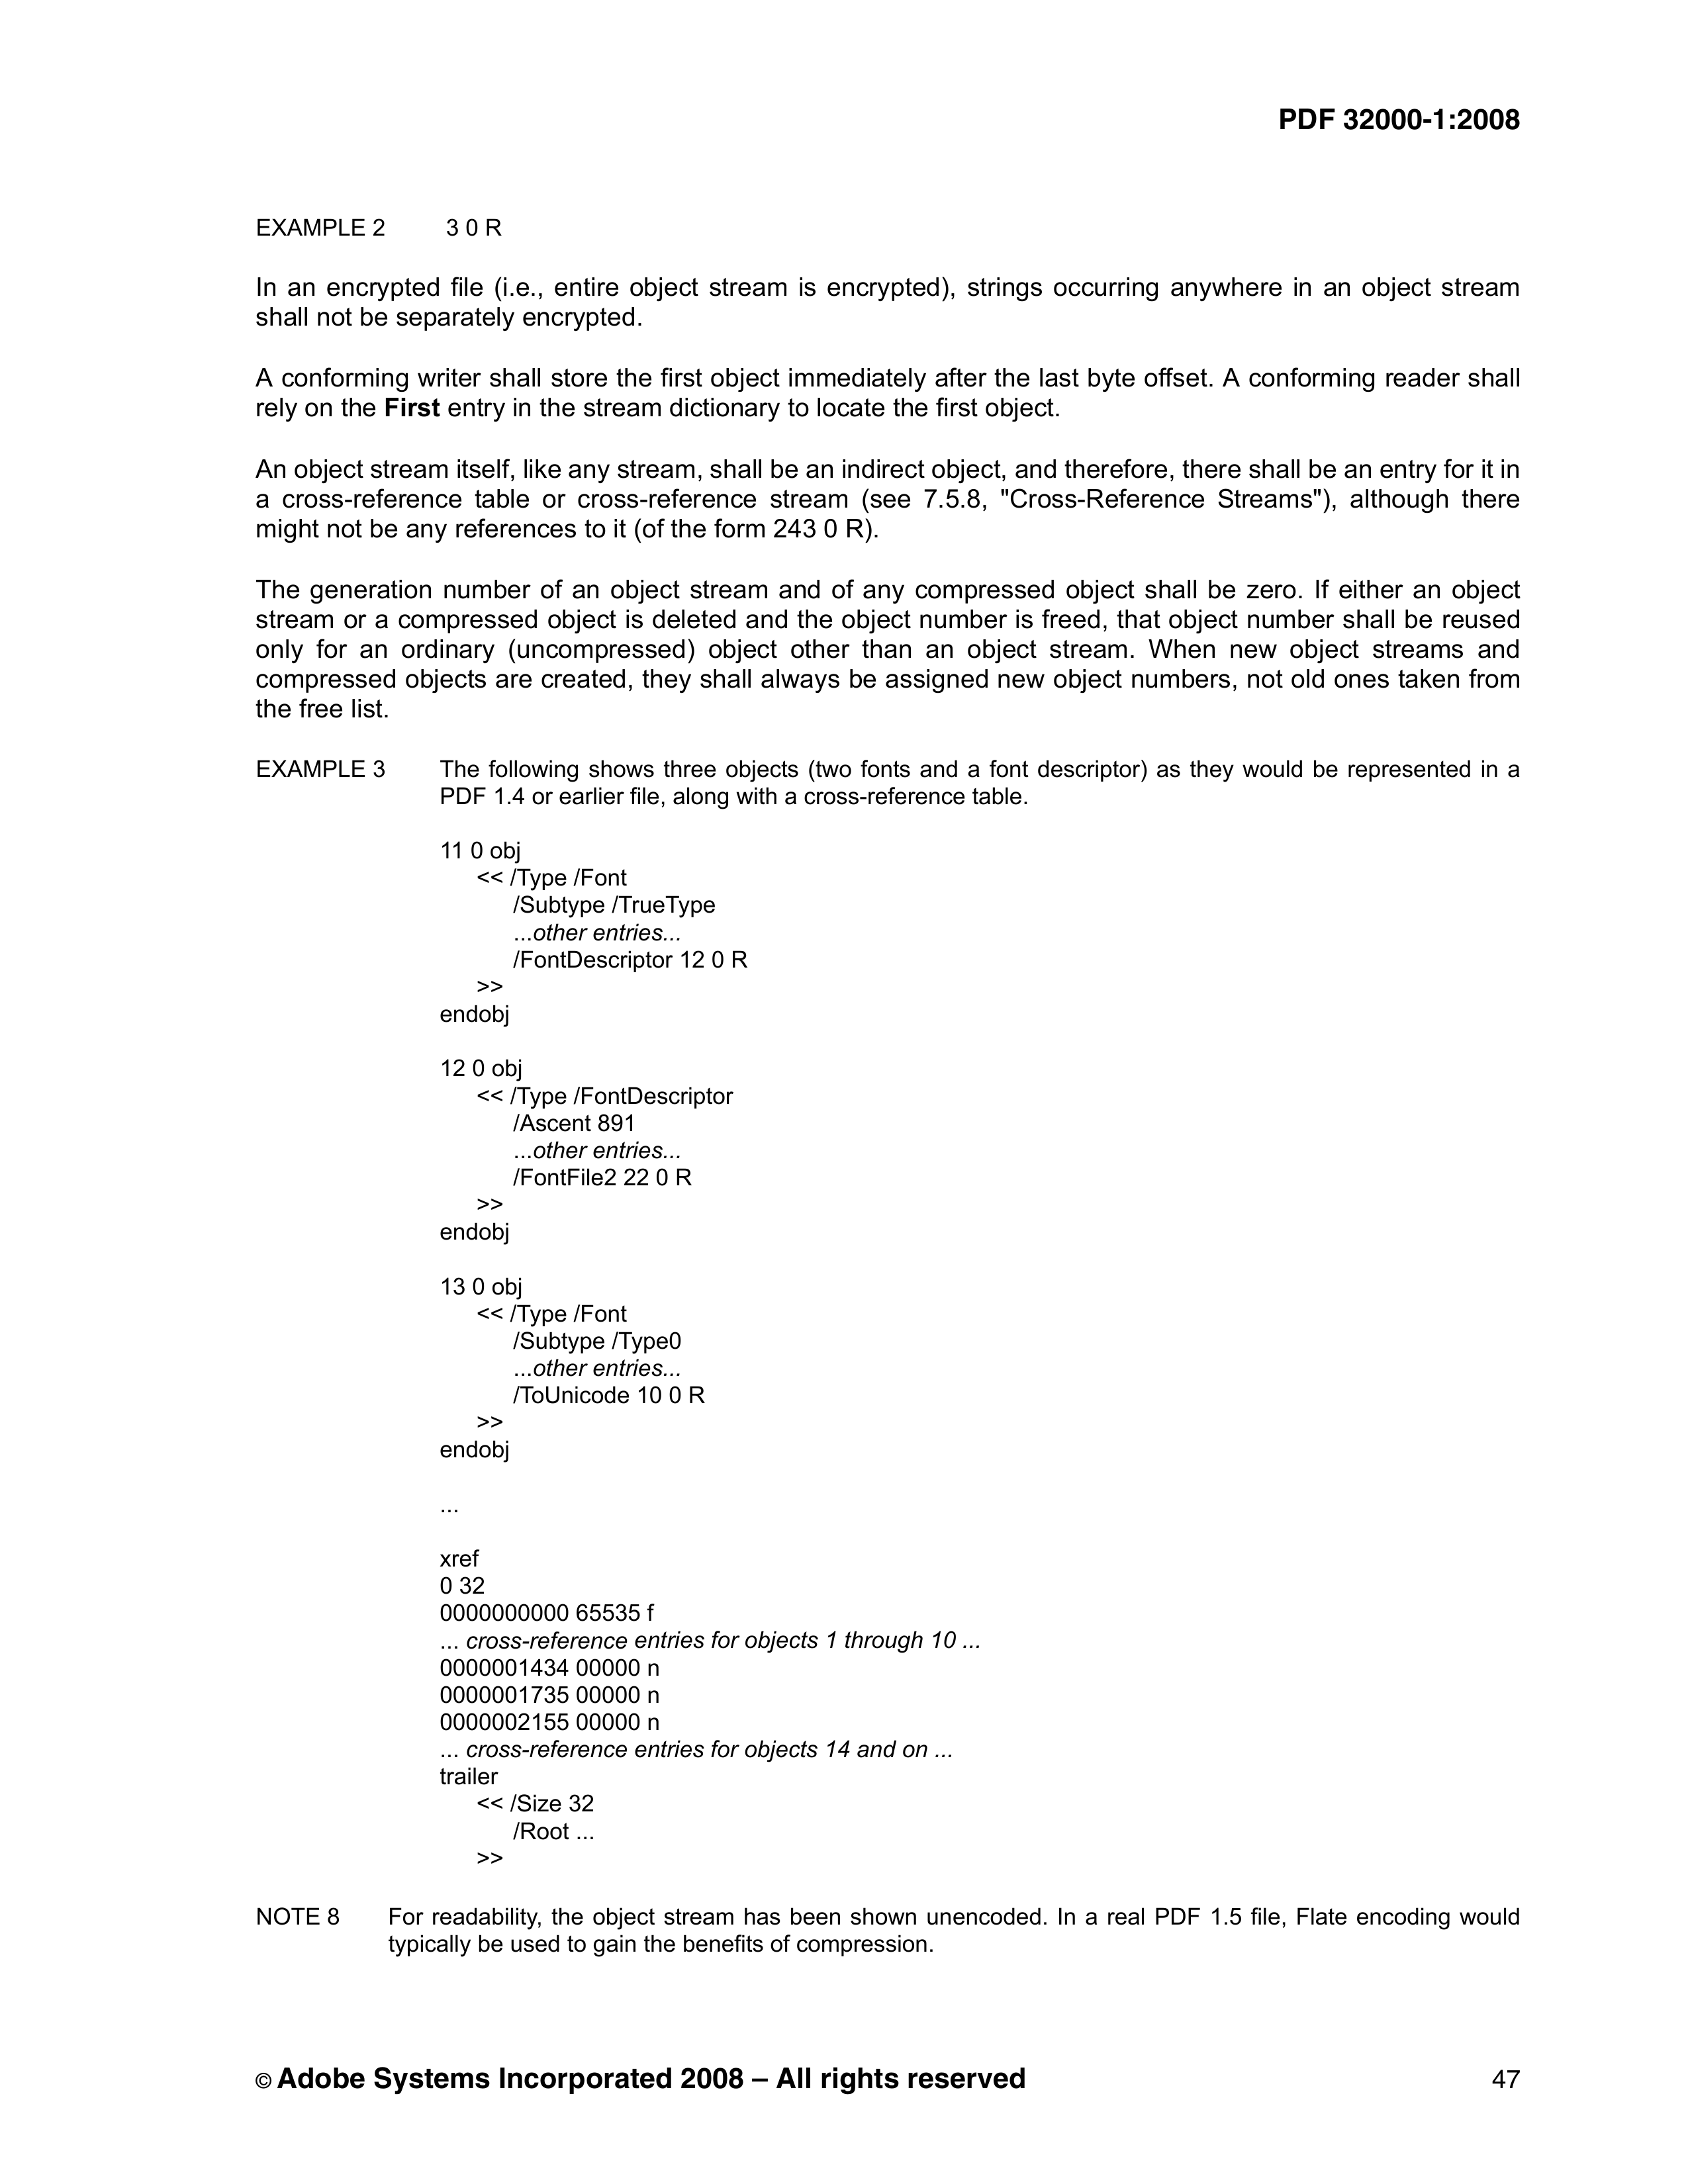 PDF 32000-1:2008
EXAMPLE 2 3 0 R
In an encrypted file (i.e., entire object stream is encrypted), strings occurring anywhere in an object stream
shall not be separately encrypted.
A conforming writer shall store the first object immediately after the last byte offset. A conforming reader shall
rely on the First entry in the stream dictionary to locate the first object.
An object stream itself, like any stream, shall be an indirect object, and therefore, there shall be an entry for it in
a cross-reference table or cross-reference stream (see 7.5.8, "Cross-Reference Streams"), although there
might not be any references to it (of the form 243 0 R).
The generation number of an object stream and of any compressed object shall be zero. If either an object
stream or a compressed object is deleted and the object number is freed, that object number shall be reused
only for an ordinary (uncompressed) object other than an object stream. When new object streams and
compressed objects are created, they shall always be assigned new object numbers, not old ones taken from
the free list.
EXAMPLE 3 The following shows three objects (two fonts and a font descriptor) as they would be represented in a
PDF 1.4 or earlier file, along with a cross-reference table.
11 0 obj
<< /Type /Font
/Subtype /TrueType
...other entries...
/FontDescriptor 12 0 R
>>
endobj
12 0 obj
<< /Type /FontDescriptor
/Ascent 891
...other entries...
/FontFile2 22 0 R
>>
endobj
13 0 obj
<< /Type /Font
/Subtype /Type0
...other entries...
/ToUnicode 10 0 R
>>
endobj
...
xref
0 32
0000000000 65535 f
... cross-reference entries for objects 1 through 10 ...
0000001434 00000 n
0000001735 00000 n
0000002155 00000 n
... cross-reference entries for objects 14 and on ...
trailer
<< /Size 32
/Root ...
>>
NOTE 8 For readability, the object stream has been shown unencoded. In a real PDF 1.5 file, Flate encoding would
typically be used to gain the benefits of compression.
© Adobe Systems Incorporated 2008 – All rights reserved 47